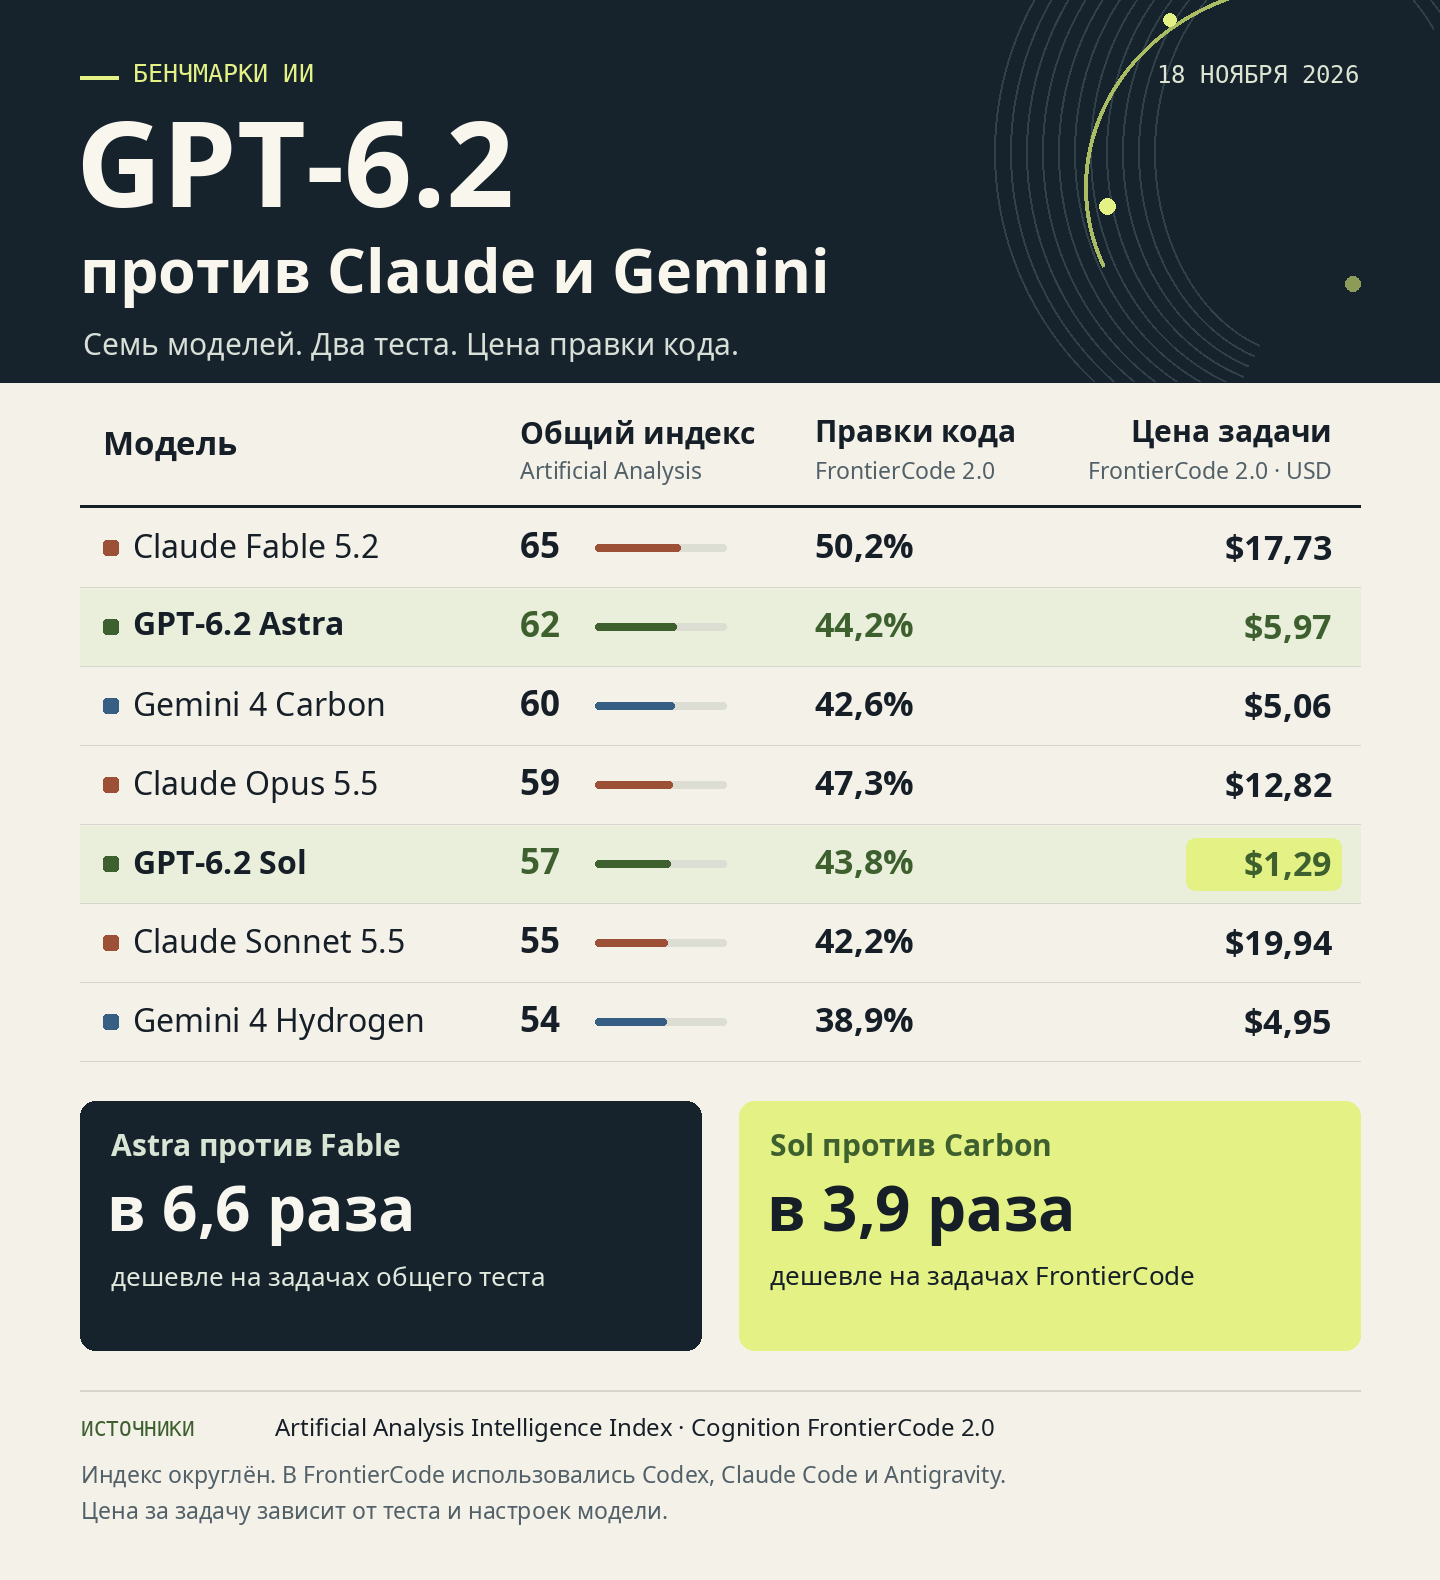 БЕНЧМАРКИ ИИ
18 НОЯБРЯ 2026
GPT-6.2
против Claude и Gemini
Семь моделей. Два теста. Цена правки кода.
Модель Общий индекс Правки кода Цена задачи
Artificial Analysis FrontierCode 2.0 FrontierCode 2.0 · USD
Claude Fable 5.2 65 50,2% $17,73
GPT-6.2 Astra 62 44,2% $5,97
Gemini 4 Carbon 60 42,6% $5,06
Claude Opus 5.5 59 47,3% $12,82
GPT-6.2 Sol 57 43,8% $1,29
Claude Sonnet 5.5 55 42,2% $19,94
Gemini 4 Hydrogen 54 38,9% $4,95
Astra против Fable
в 6,6 раза
дешевле на задачах общего теста
Sol против Carbon
в 3,9 раза
дешевле на задачах FrontierCode
ИСТОЧНИКИ Artificial Analysis Intelligence Index · Cognition FrontierCode 2.0
Индекс округлён. В FrontierCode использовались Codex, Claude Code и Antigravity.
Цена за задачу зависит от теста и настроек модели.